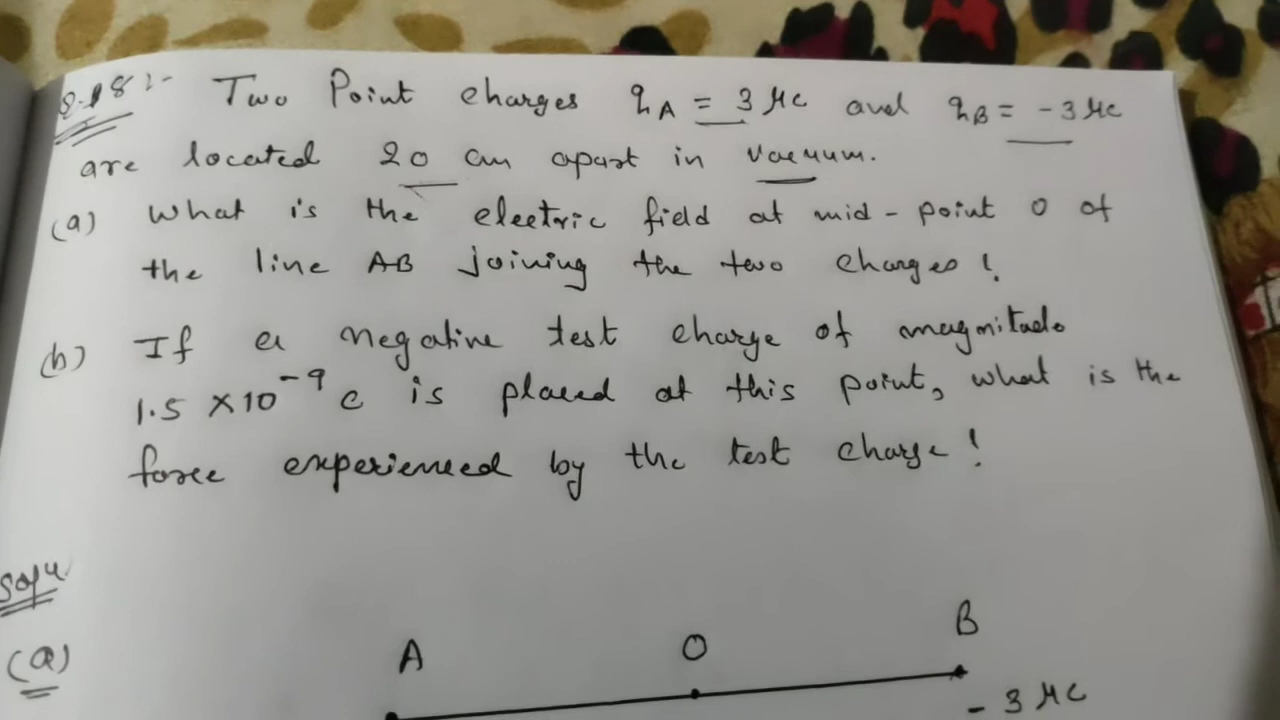 Q.18:- Two Point charges qA = 3 μc and qB = -3 μc
are located 20 cm apart in vacuum.
(a) What is the electric field at mid-point O of
the line AB joining the two charges!
(b) If a negative test charge of magnitude
1.5 × 10⁻⁹ c is placed at this point, what is the
force experienced by the test charge!
Solu
(a)
A O B
- 3 μc